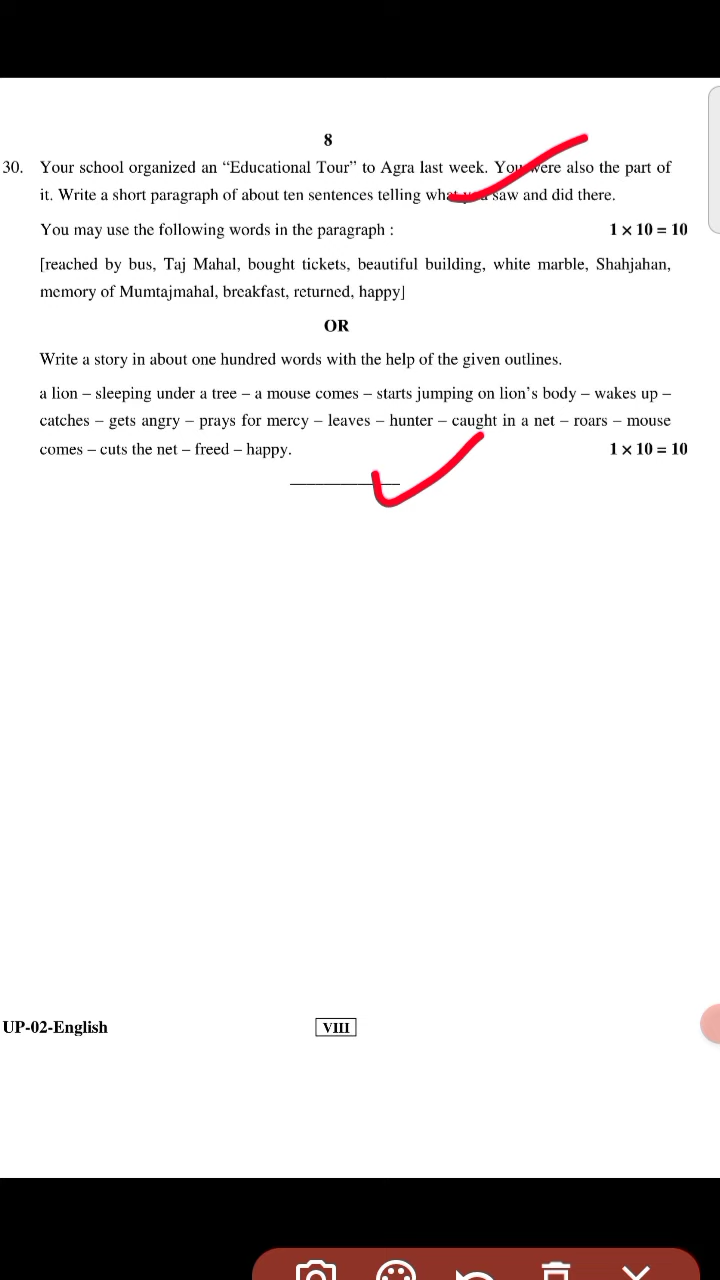 8
30. Your school organized an “Educational Tour” to Agra last week. You were also the part of
it. Write a short paragraph of about ten sentences telling what you saw and did there.
You may use the following words in the paragraph : 1 × 10 = 10
[reached by bus, Taj Mahal, bought tickets, beautiful building, white marble, Shahjahan,
memory of Mumtajmahal, breakfast, returned, happy]
OR
Write a story in about one hundred words with the help of the given outlines.
a lion – sleeping under a tree – a mouse comes – starts jumping on lion’s body – wakes up –
catches – gets angry – prays for mercy – leaves – hunter – caught in a net – roars – mouse
comes – cuts the net – freed – happy. 1 × 10 = 10
UP-02-English VIII